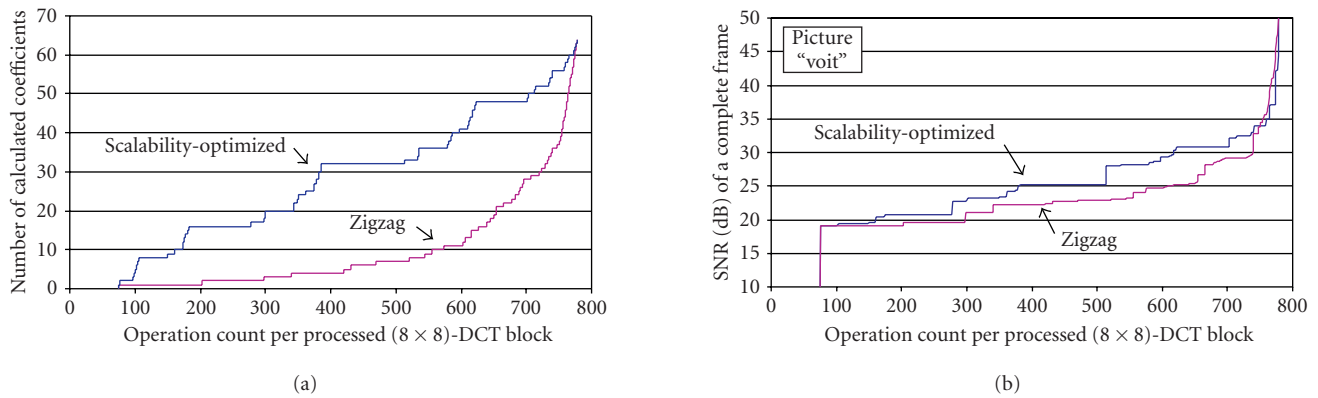 Number of calculated coefficients
70
60
50
40
30
20
10
0
Scalability-optimized
Zigzag
0 100 200 300 400 500 600 700 800
Operation count per processed (8 × 8)-DCT block
(a)
SNR (dB) of a complete frame
50
45
40
35
30
25
20
15
10
Picture
“voit”
Scalability-optimized
Zigzag
0 100 200 300 400 500 600 700 800
Operation count per processed (8 × 8)-DCT block
(b)